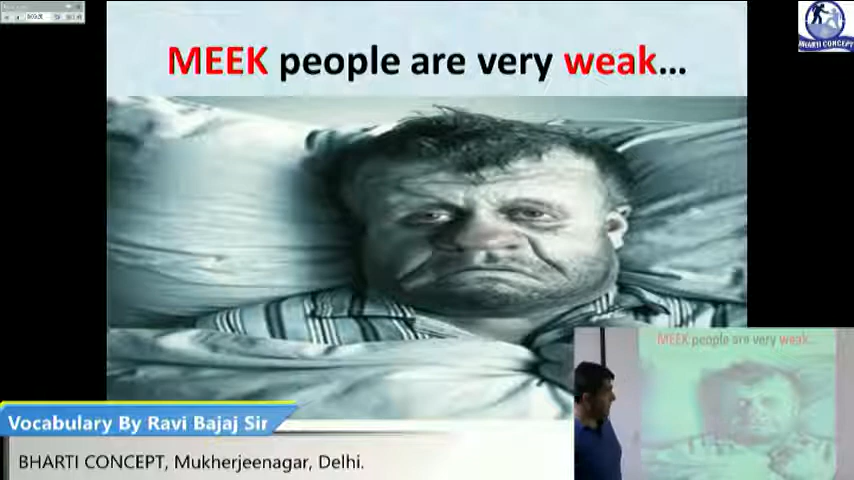 MEEK people are very weak...
BHARTI CONCEPT
MEEK people are very weak...
Vocabulary By Ravi Bajaj Sir
BHARTI CONCEPT, Mukherjeenagar, Delhi.